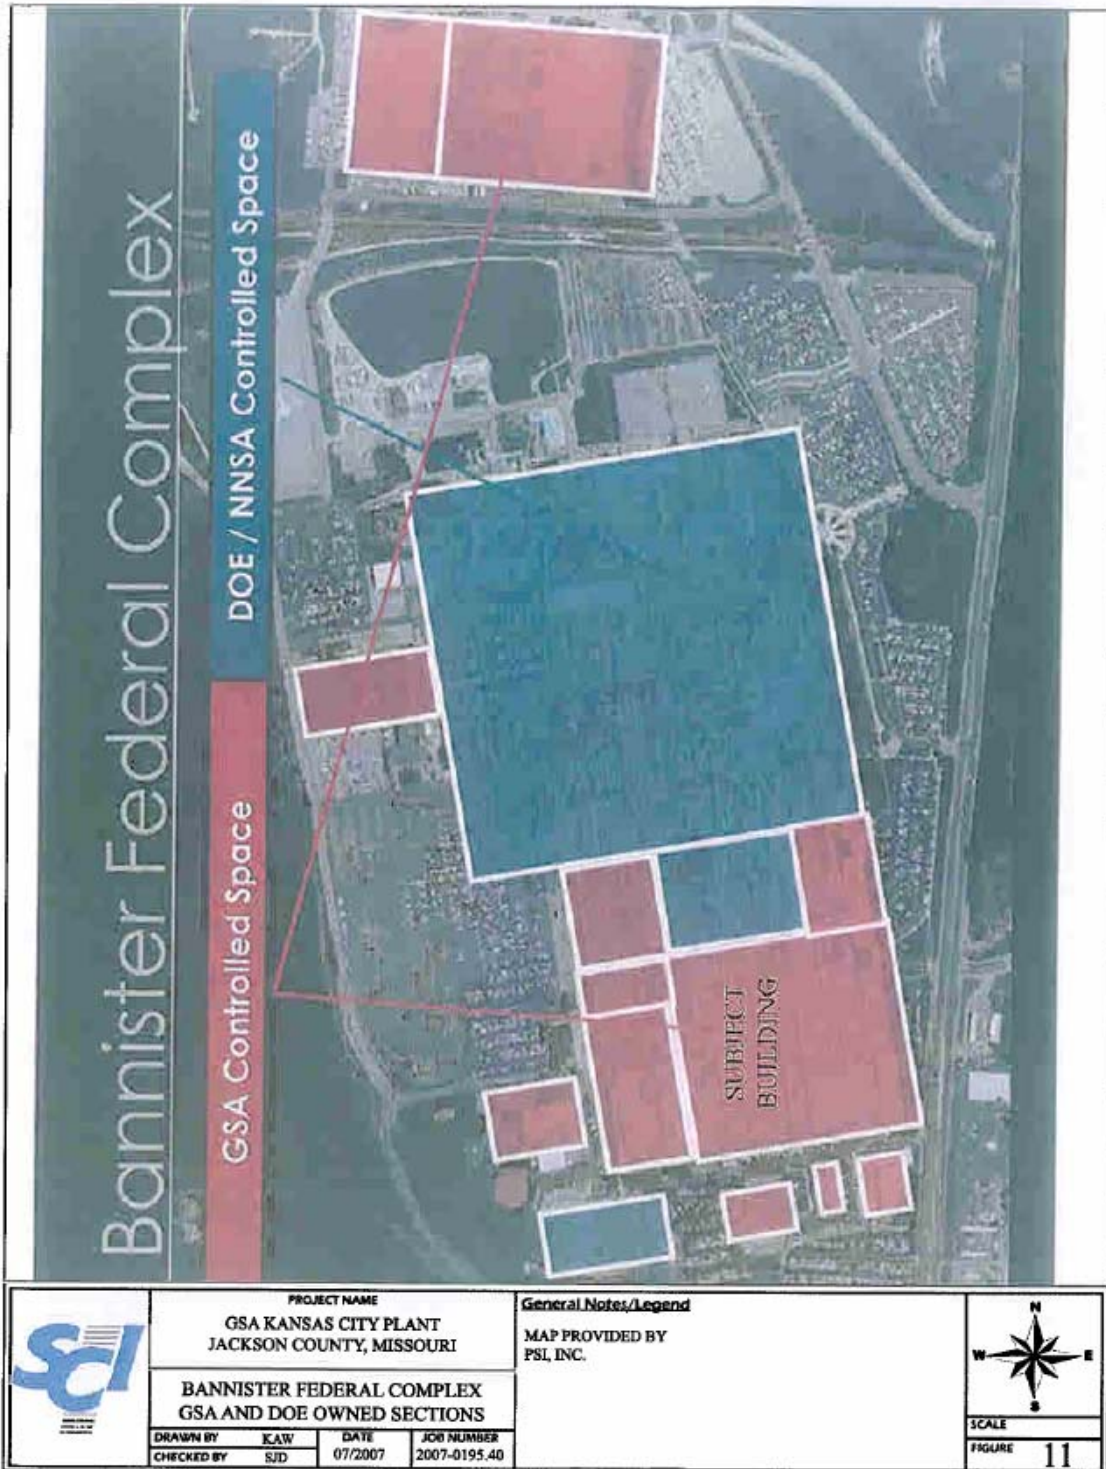 Bannister Federal Complex
GSA Controlled Space
DOE / NNSA Controlled Space
SUBJECT
BUILDING
SCI
PROJECT NAME
GSA KANSAS CITY PLANT
JACKSON COUNTY, MISSOURI
BANNISTER FEDERAL COMPLEX
GSA AND DOE OWNED SECTIONS
DRAWN BY KAW
CHECKED BY SJD
DATE
07/2007
JOB NUMBER
2007-0195.40
General Notes/Legend
MAP PROVIDED BY
PSI, INC.
N
W E
S
SCALE
FIGURE 11